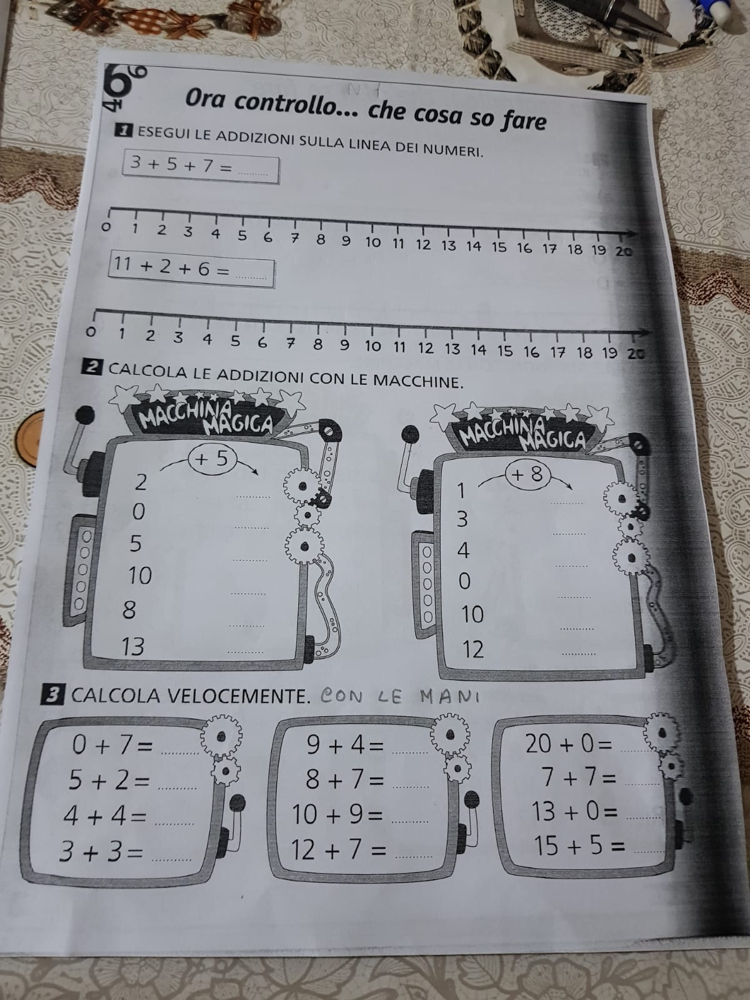 6
46
N°1
Ora controllo... che cosa so fare
1 ESEGUI LE ADDIZIONI SULLA LINEA DEI NUMERI.
3 + 5 + 7 = ..........
0 1 2 3 4 5 6 7 8 9 10 11 12 13 14 15 16 17 18 19 20
11 + 2 + 6 = ..........
0 1 2 3 4 5 6 7 8 9 10 11 12 13 14 15 16 17 18 19 20
2 CALCOLA LE ADDIZIONI CON LE MACCHINE.
MACCHINA
MAGICA
+ 5
2 ..........
0 ..........
5 ..........
10 ..........
8 ..........
13 ..........
MACCHINA
MAGICA
+ 8
1 ..........
3 ..........
4 ..........
0 ..........
10 ..........
12 ..........
3 CALCOLA VELOCEMENTE. CON LE MANI
0 + 7= ..........
5 + 2= ..........
4 + 4= ..........
3 + 3= ..........
9 + 4= ..........
8 + 7= ..........
10 + 9= ..........
12 + 7 = ..........
20 + 0= ..........
7 + 7= ..........
13 + 0= ..........
15 + 5 = ..........